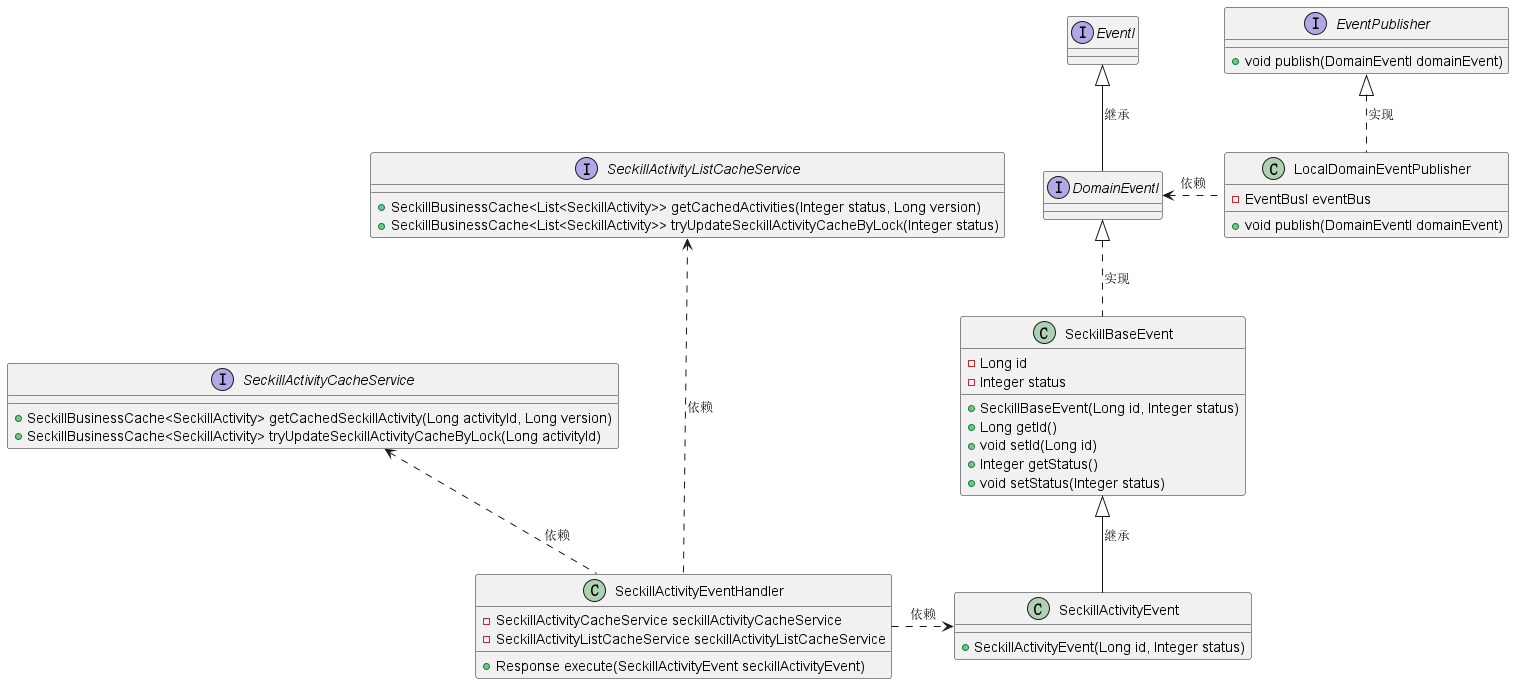 I EventI
I EventPublisher
+ void publish(DomainEventI domainEvent)
继承
实现
I SeckillActivityListCacheService
SeckillBusinessCache<List<SeckillActivity>> getCachedActivities(Integer status, Long version)
SeckillBusinessCache<List<SeckillActivity>> tryUpdateSeckillActivityCacheByLock(Integer status)
I DomainEventI
依赖
C LocalDomainEventPublisher
EventBusI eventBus
void publish(DomainEventI domainEvent)
实现
C SeckillBaseEvent
Long id
Integer status
SeckillBaseEvent(Long id, Integer status)
Long getId()
void setId(Long id)
Integer getStatus()
void setStatus(Integer status)
I SeckillActivityCacheService
SeckillBusinessCache<SeckillActivity> getCachedSeckillActivity(Long activityId, Long version)
SeckillBusinessCache<SeckillActivity> tryUpdateSeckillActivityCacheByLock(Long activityId)
依赖
依赖
继承
C SeckillActivityEventHandler
SeckillActivityCacheService seckillActivityCacheService
SeckillActivityListCacheService seckillActivityListCacheService
Response execute(SeckillActivityEvent seckillActivityEvent)
依赖
C SeckillActivityEvent
SeckillActivityEvent(Long id, Integer status)